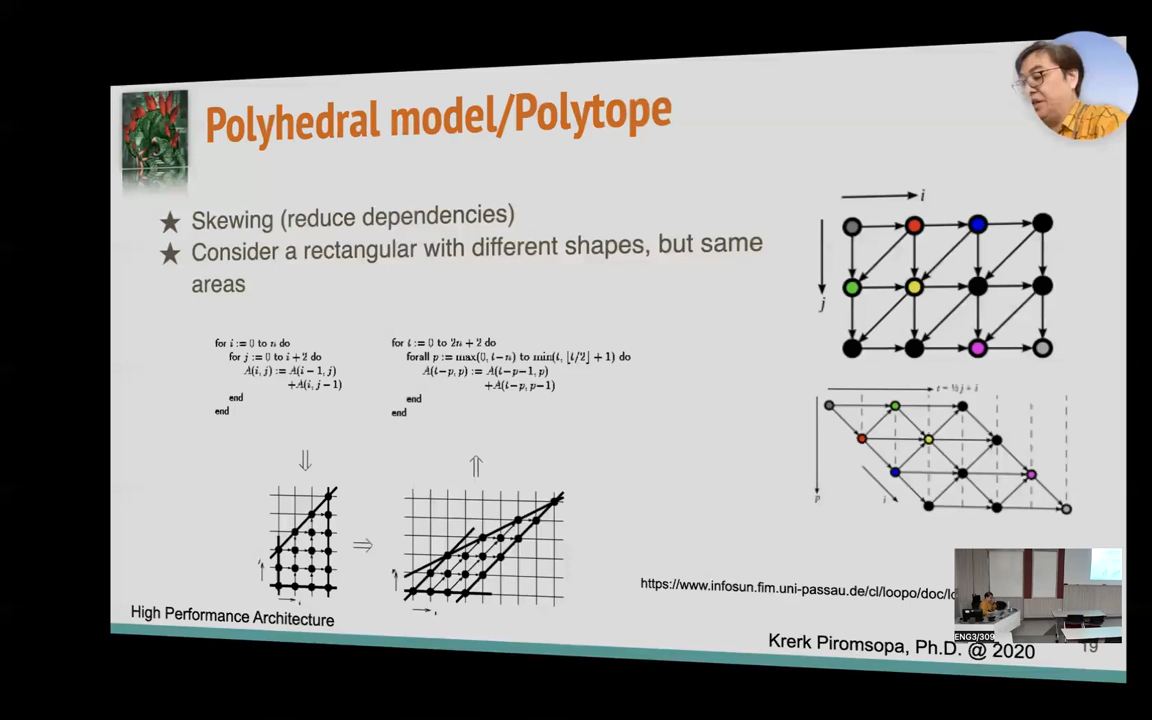 Polyhedral model/Polytope
★ Skewing (reduce dependencies)
★ Consider a rectangular with different shapes, but same
areas
for i := 0 to n do
for j := 0 to i + 2 do
A(i, j) := A(i − 1, j)
+A(i, j − 1)
end
end
for t := 0 to 2n + 2 do
forall p := max(0, t−n) to min(t, ⌊t/2⌋ + 1) do
A(t−p, p) := A(t−p−1, p)
+A(t−p, p−1)
end
end
i
j
t = ½ j + i
p
i
https://www.infosun.fim.uni-passau.de/cl/loopo/doc/
ENG3/309
High Performance Architecture
Krerk Piromsopa, Ph.D. @ 2020
19